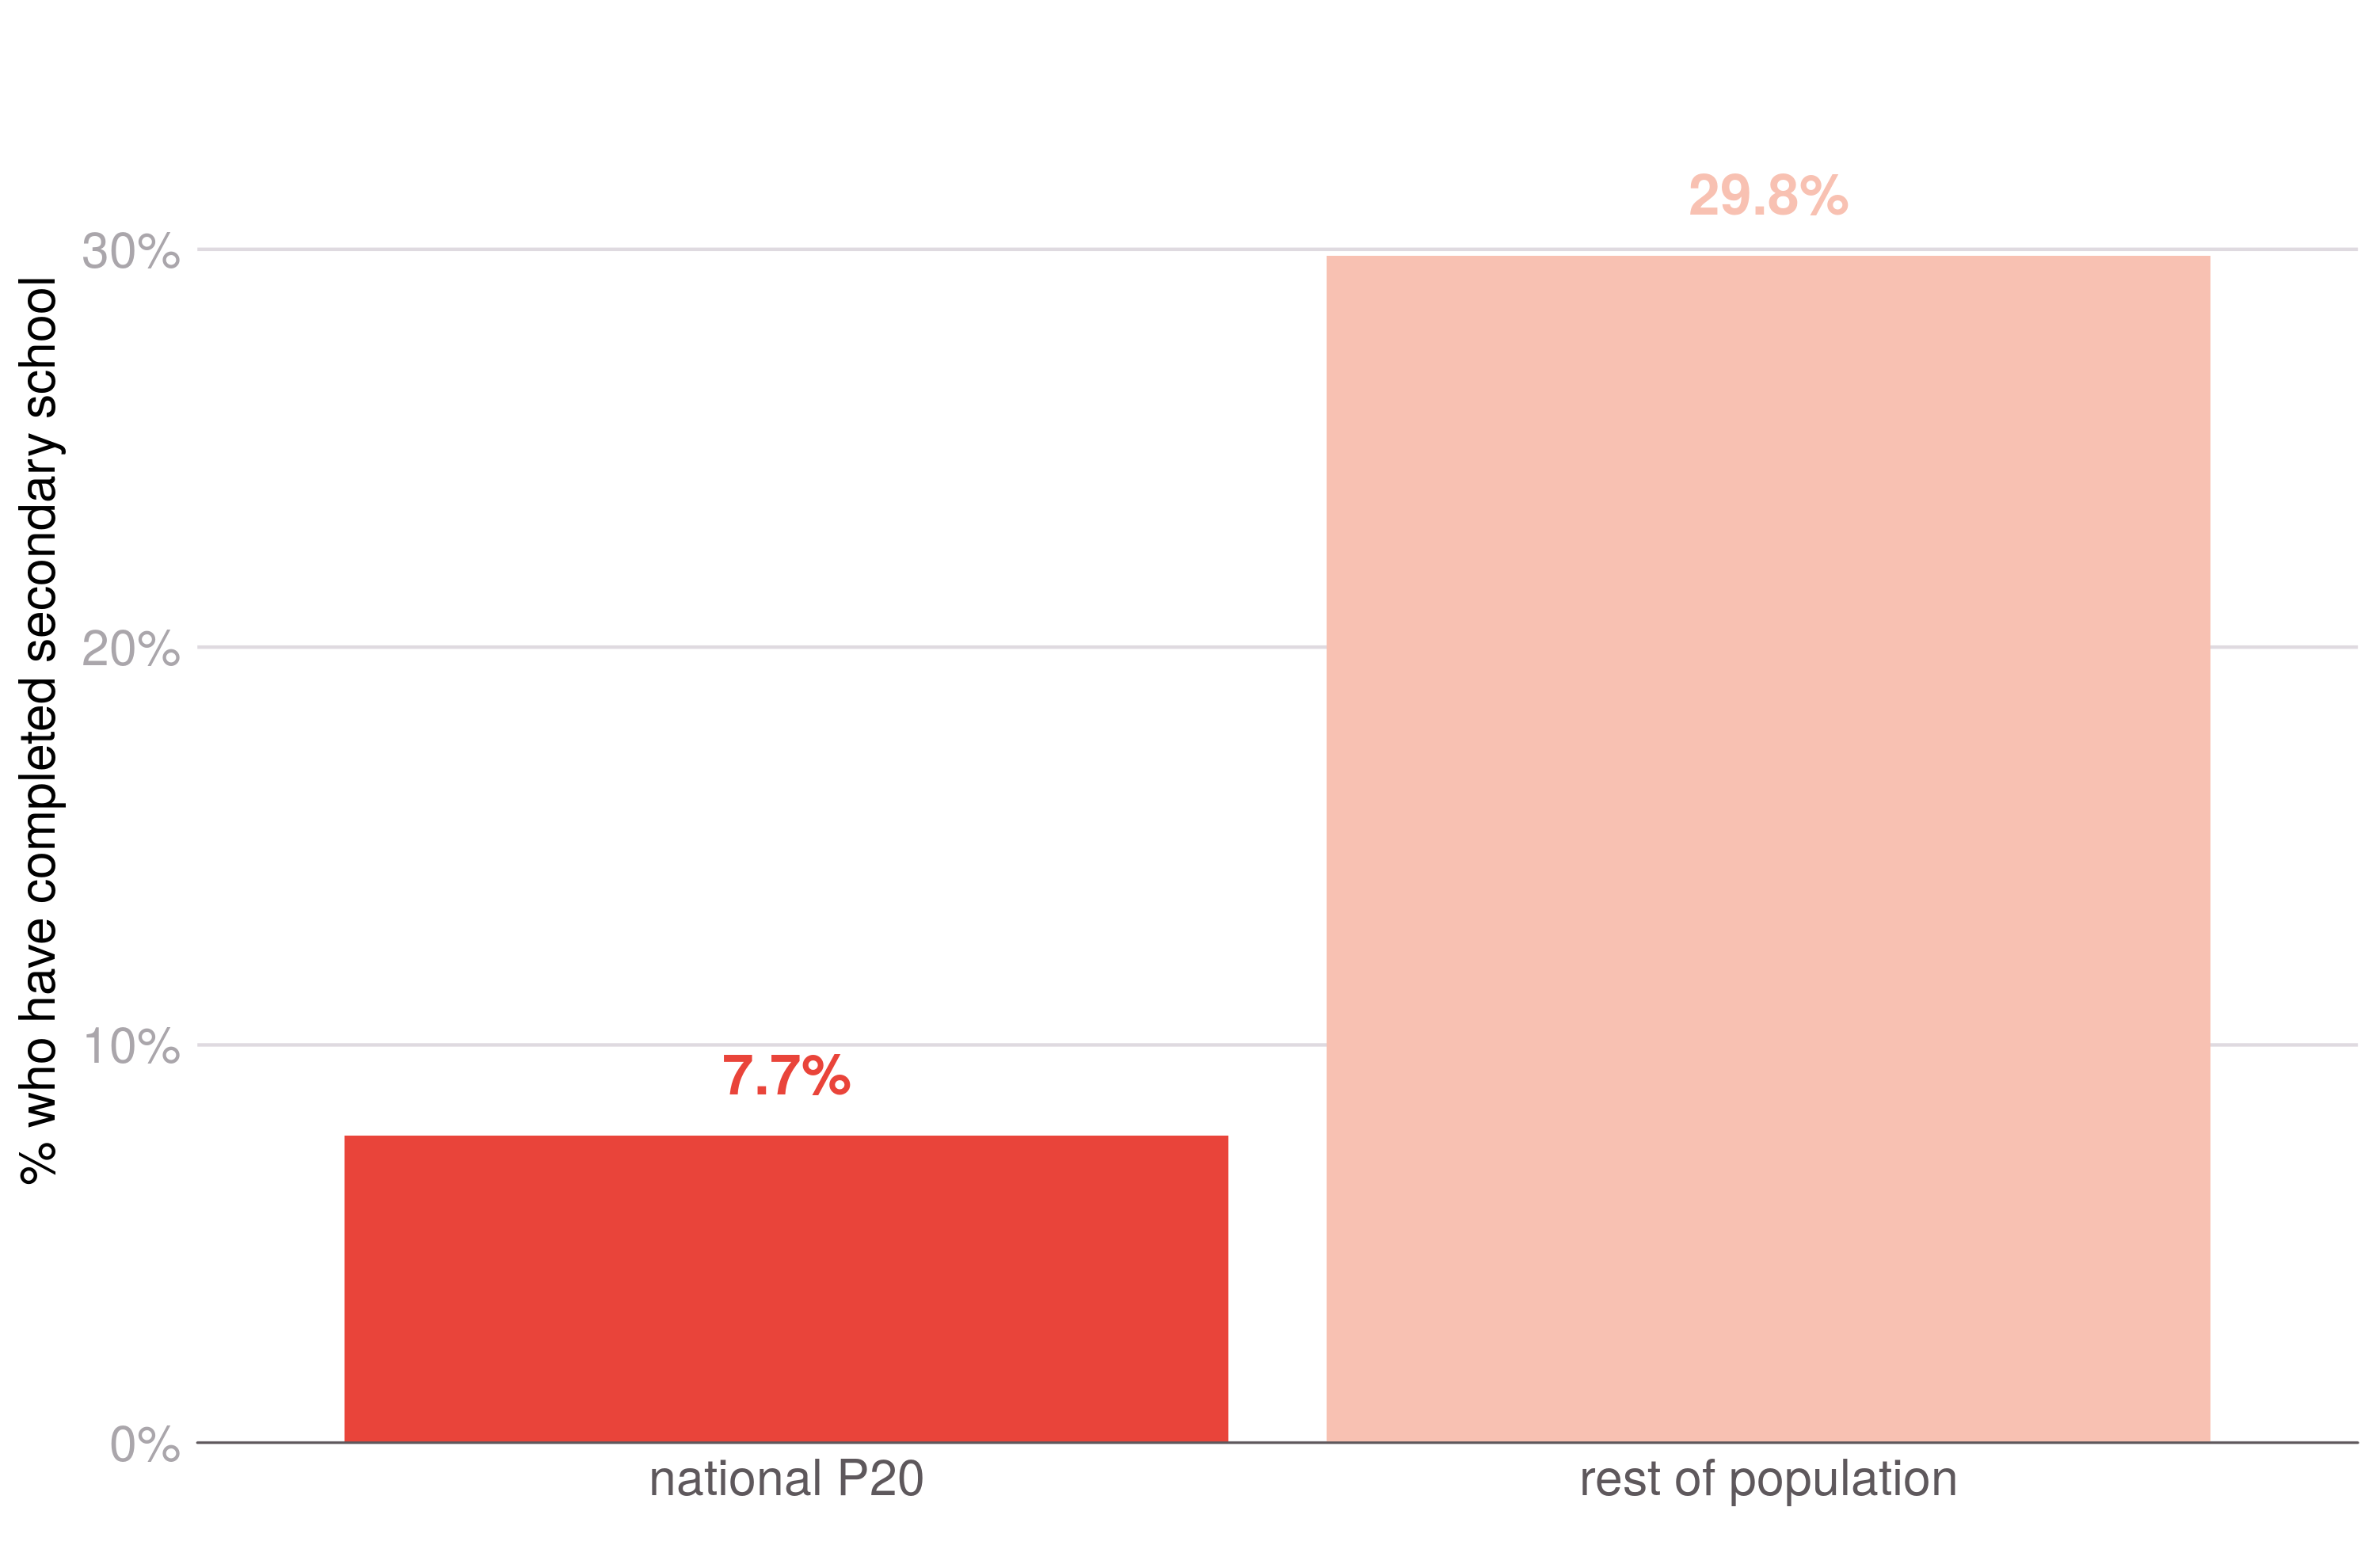 % who have completed secondary school
30%
20%
10%
0%
7.7%
29.8%
national P20
rest of population